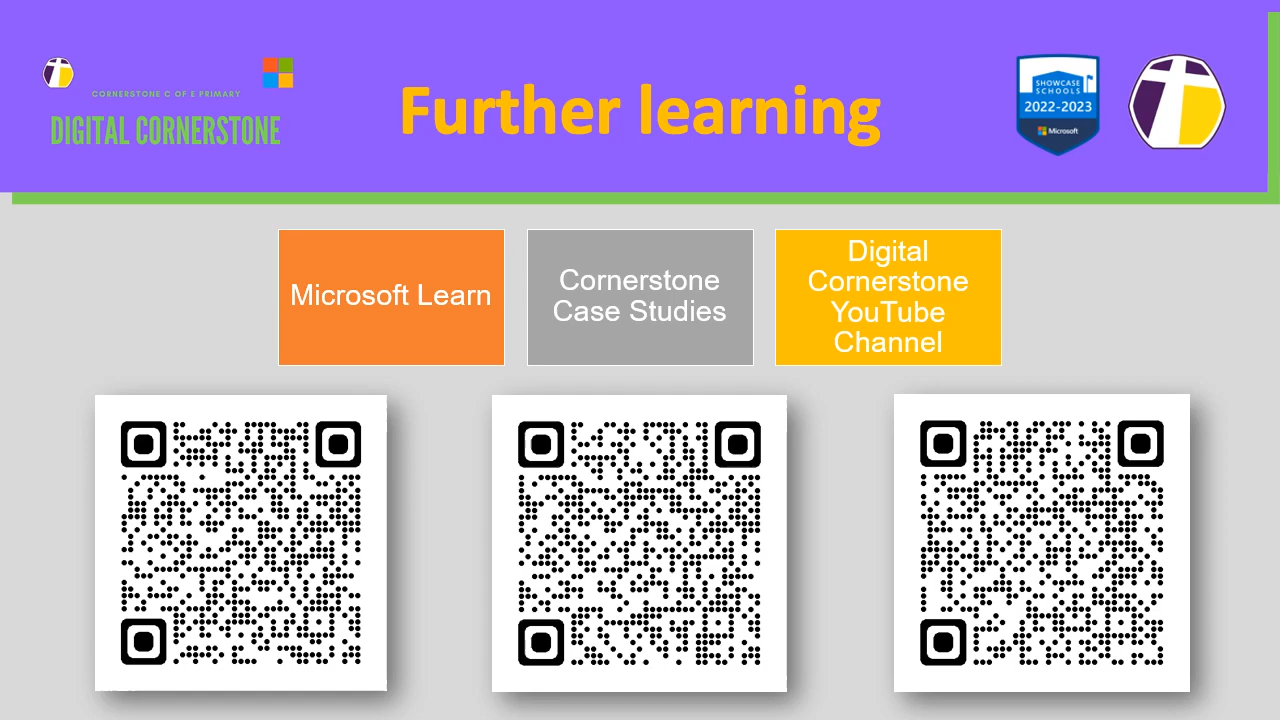 CORNERSTONE C OF E PRIMARY
DIGITAL CORNERSTONE
Further learning
SHOWCASE
SCHOOLS
2022-2023
Microsoft
Microsoft Learn
Cornerstone
Case Studies
Digital
Cornerstone
YouTube
Channel